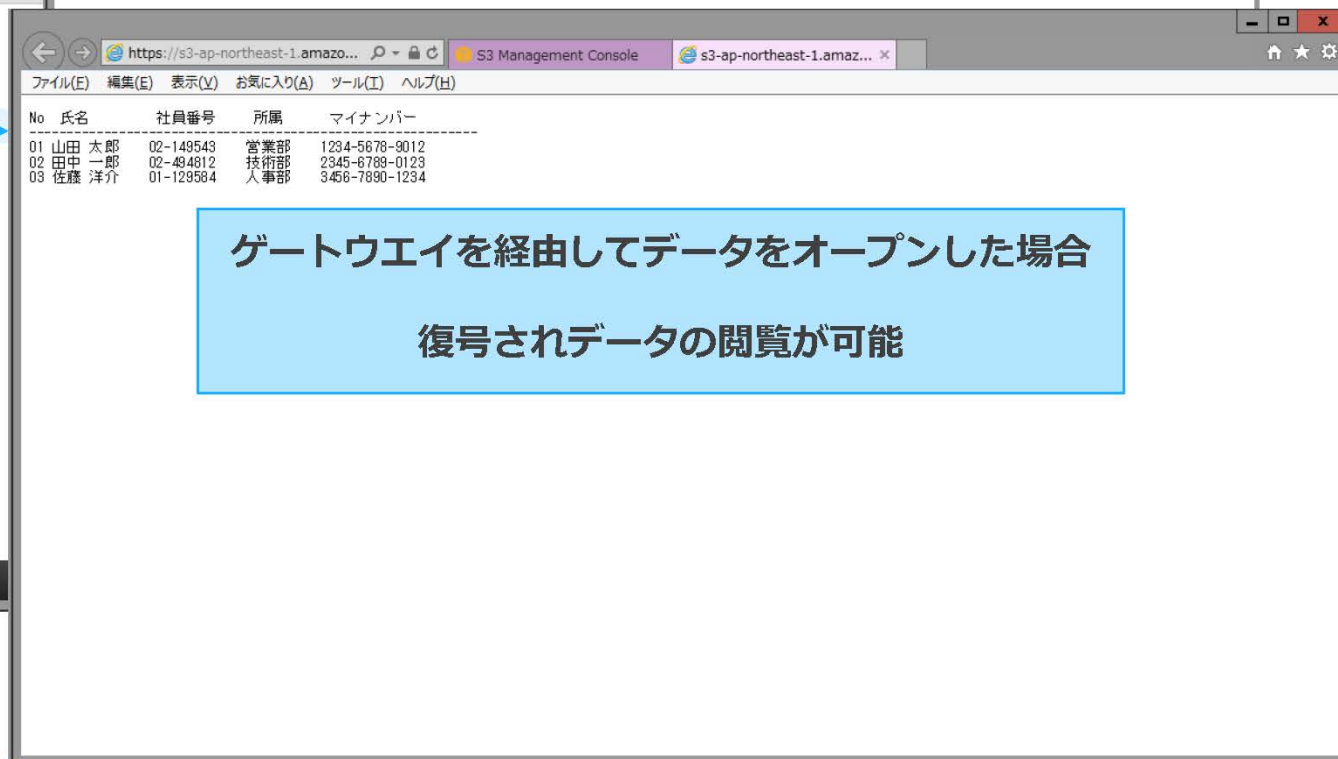 https://s3-ap-northeast-1.amazo...
S3 Management Console
s3-ap-northeast-1.amaz...
ファイル(F) 編集(E) 表示(V) お気に入り(A) ツール(T) ヘルプ(H)
No 氏名 社員番号 所属 マイナンバー
01 山田 太郎 02-149543 営業部 1234-5678-9012
02 田中 一郎 02-494812 技術部 2345-6789-0123
03 佐藤 洋介 01-129584 人事部 3456-7890-1234
ゲートウエイを経由してデータをオープンした場合
復号されデータの閲覧が可能